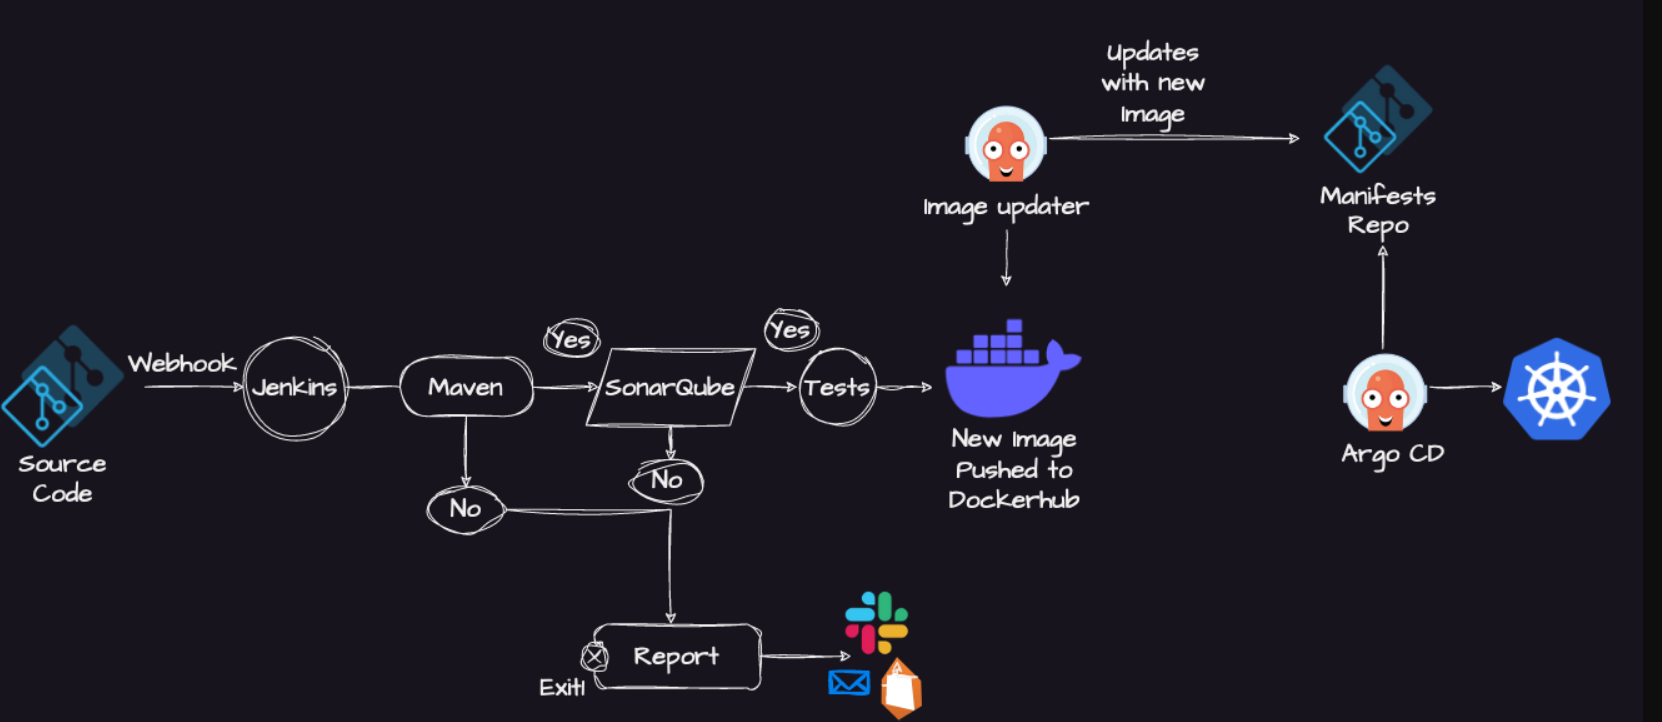 Updates
with new
Image
Image updater
Manifests
Repo
Webhook
Source
Code
Jenkins
Maven
Yes
SonarQube
Yes
Tests
New Image
Pushed to
Dockerhub
Argo CD
No
No
Report
Exit!